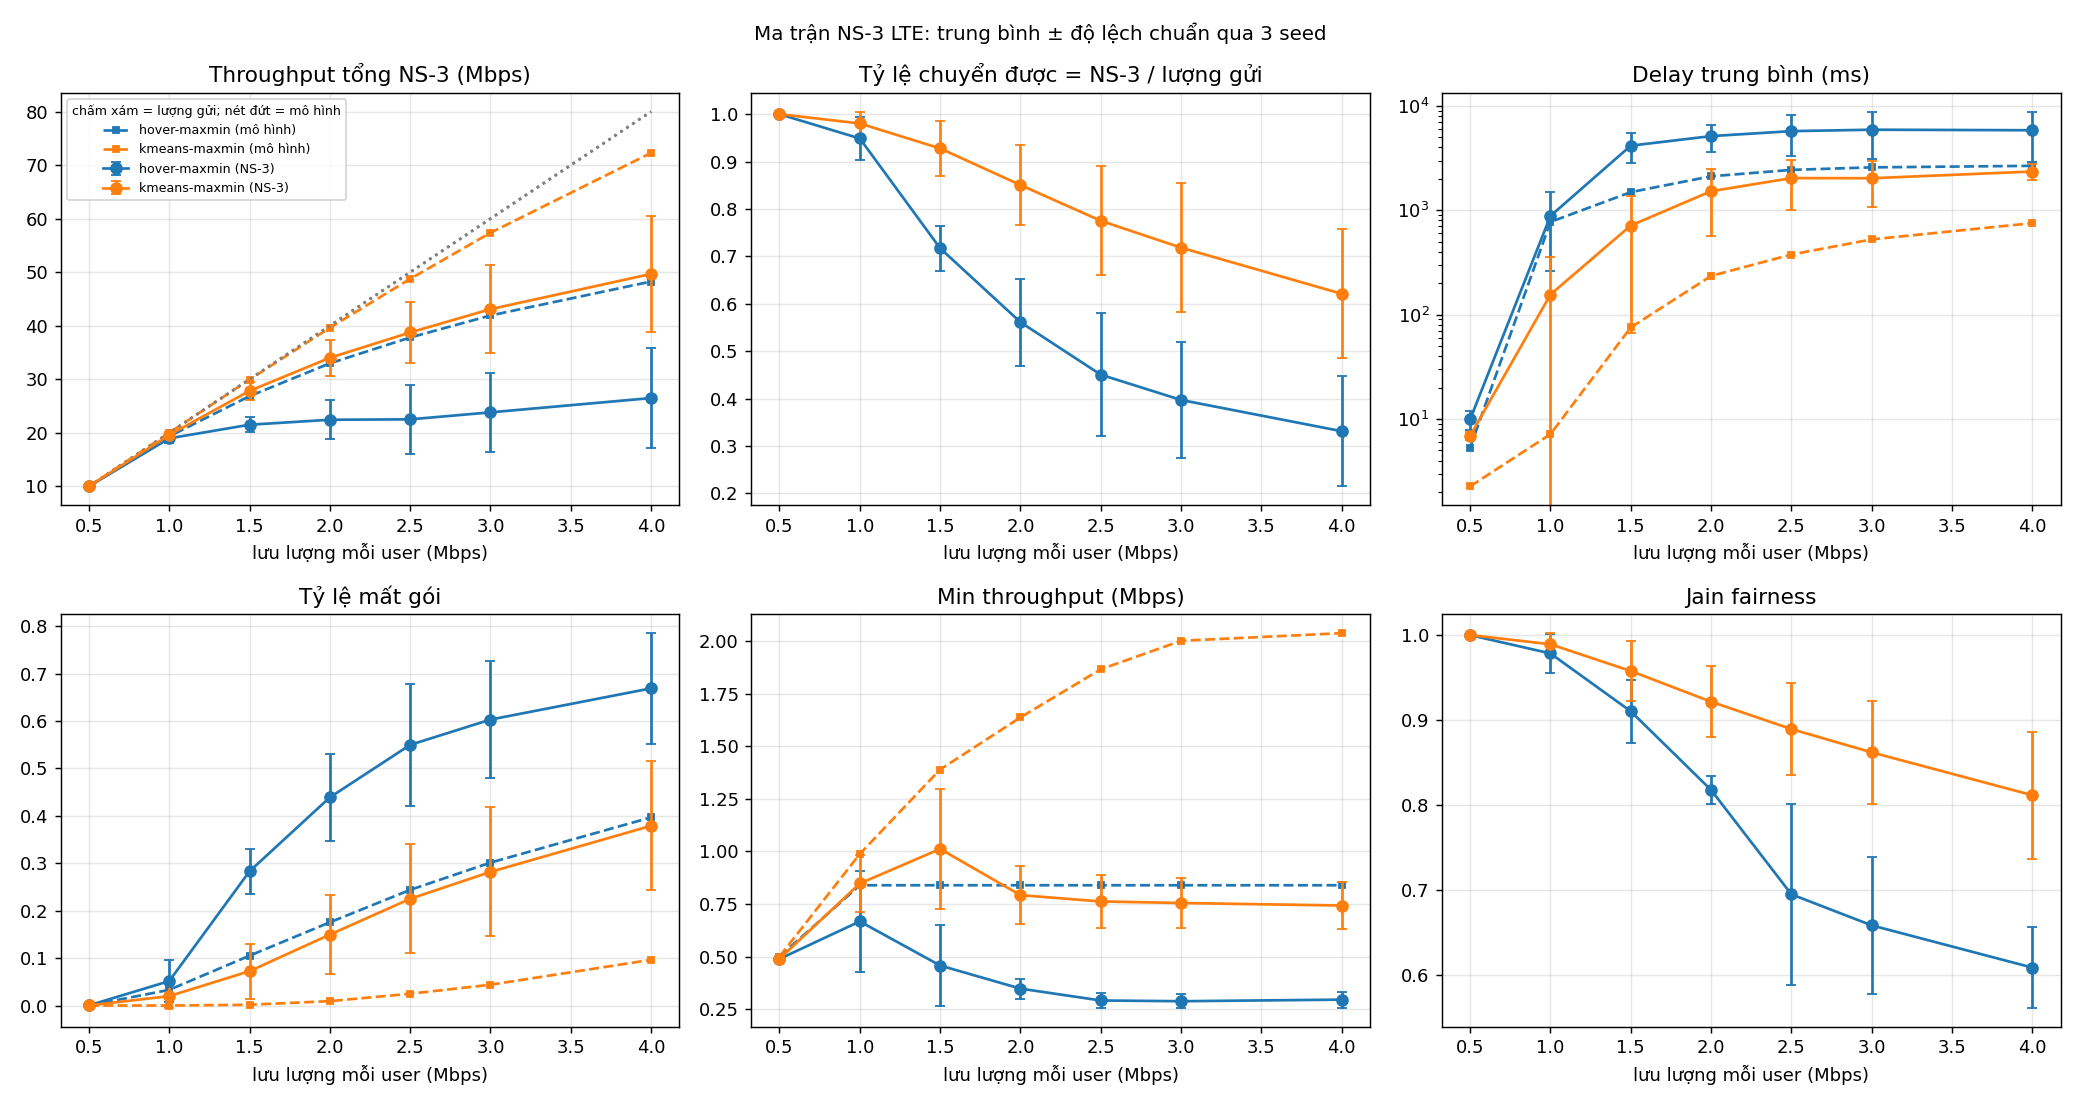 Ma trận NS-3 LTE: trung bình ± độ lệch chuẩn qua 3 seed
Throughput tổng NS-3 (Mbps)
chấm xám = lượng gửi; nét đứt = mô hình
hover-maxmin (mô hình)
kmeans-maxmin (mô hình)
hover-maxmin (NS-3)
kmeans-maxmin (NS-3)
80
70
60
50
40
30
20
10
0.5 1.0 1.5 2.0 2.5 3.0 3.5 4.0
lưu lượng mỗi user (Mbps)
Tỷ lệ chuyển được = NS-3 / lượng gửi
1.0
0.9
0.8
0.7
0.6
0.5
0.4
0.3
0.2
0.5 1.0 1.5 2.0 2.5 3.0 3.5 4.0
lưu lượng mỗi user (Mbps)
Delay trung bình (ms)
10⁴
10³
10²
10¹
0.5 1.0 1.5 2.0 2.5 3.0 3.5 4.0
lưu lượng mỗi user (Mbps)
Tỷ lệ mất gói
0.8
0.7
0.6
0.5
0.4
0.3
0.2
0.1
0.0
0.5 1.0 1.5 2.0 2.5 3.0 3.5 4.0
lưu lượng mỗi user (Mbps)
Min throughput (Mbps)
2.00
1.75
1.50
1.25
1.00
0.75
0.50
0.25
0.5 1.0 1.5 2.0 2.5 3.0 3.5 4.0
lưu lượng mỗi user (Mbps)
Jain fairness
1.0
0.9
0.8
0.7
0.6
0.5 1.0 1.5 2.0 2.5 3.0 3.5 4.0
lưu lượng mỗi user (Mbps)